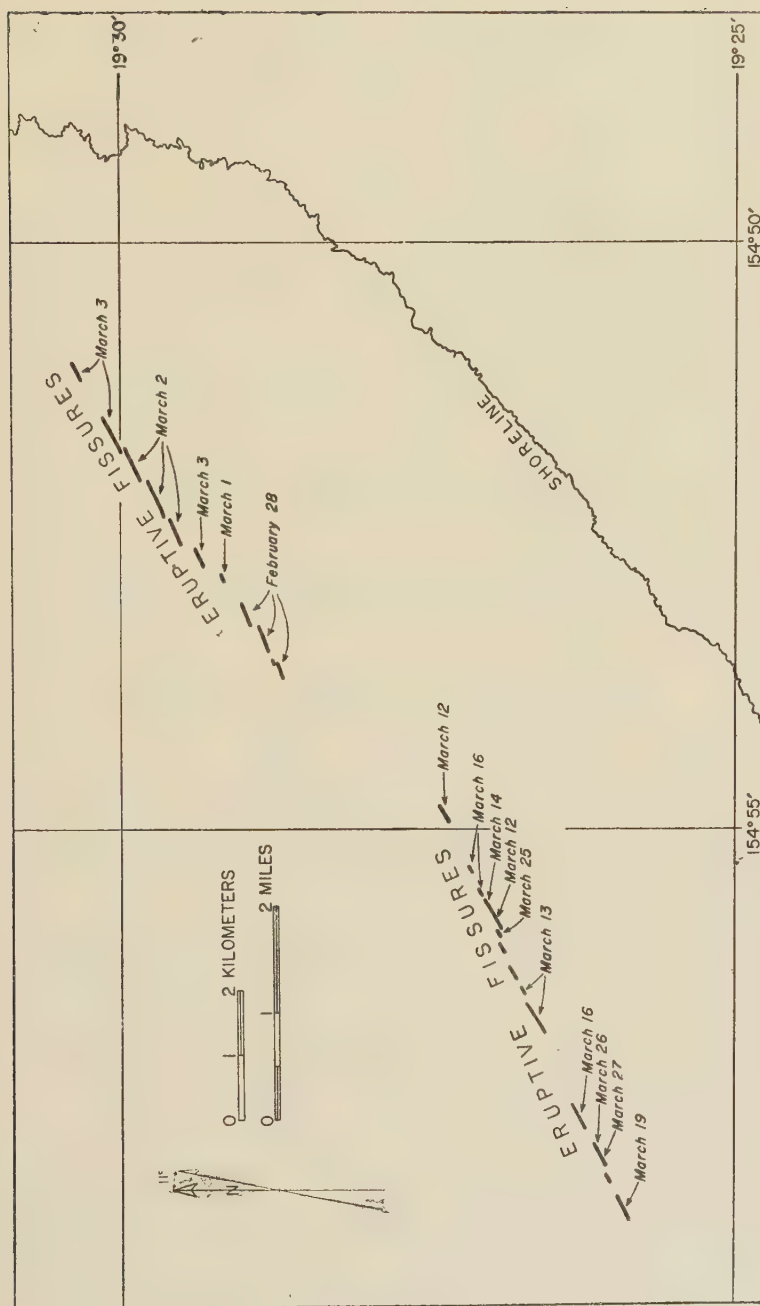 19° 30'
19° 25'
154° 50'
154° 55'
March 3
ERUPTIVE FISSURES
March 2
March 3
March 1
February 28
SHORELINE
March 12
ERUPTIVE FISSURES
March 16
March 14
March 12
March 25
March 13
March 16
March 26
March 27
March 19
0 1 2 KILOMETERS
0 1 2 MILES
N